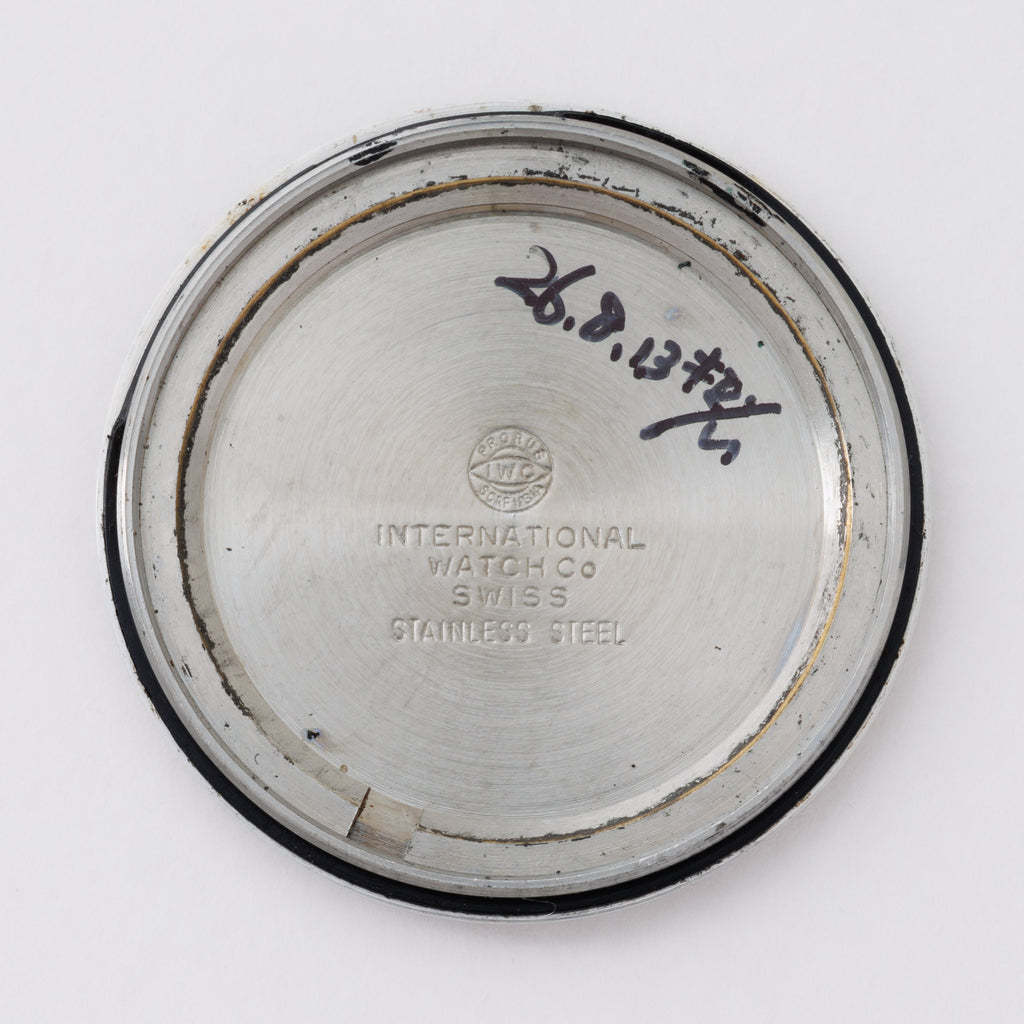 26.8.13
PROBUS
IWC
SCAFUSIA
INTERNATIONAL
WATCH Co
SWISS
STAINLESS STEEL